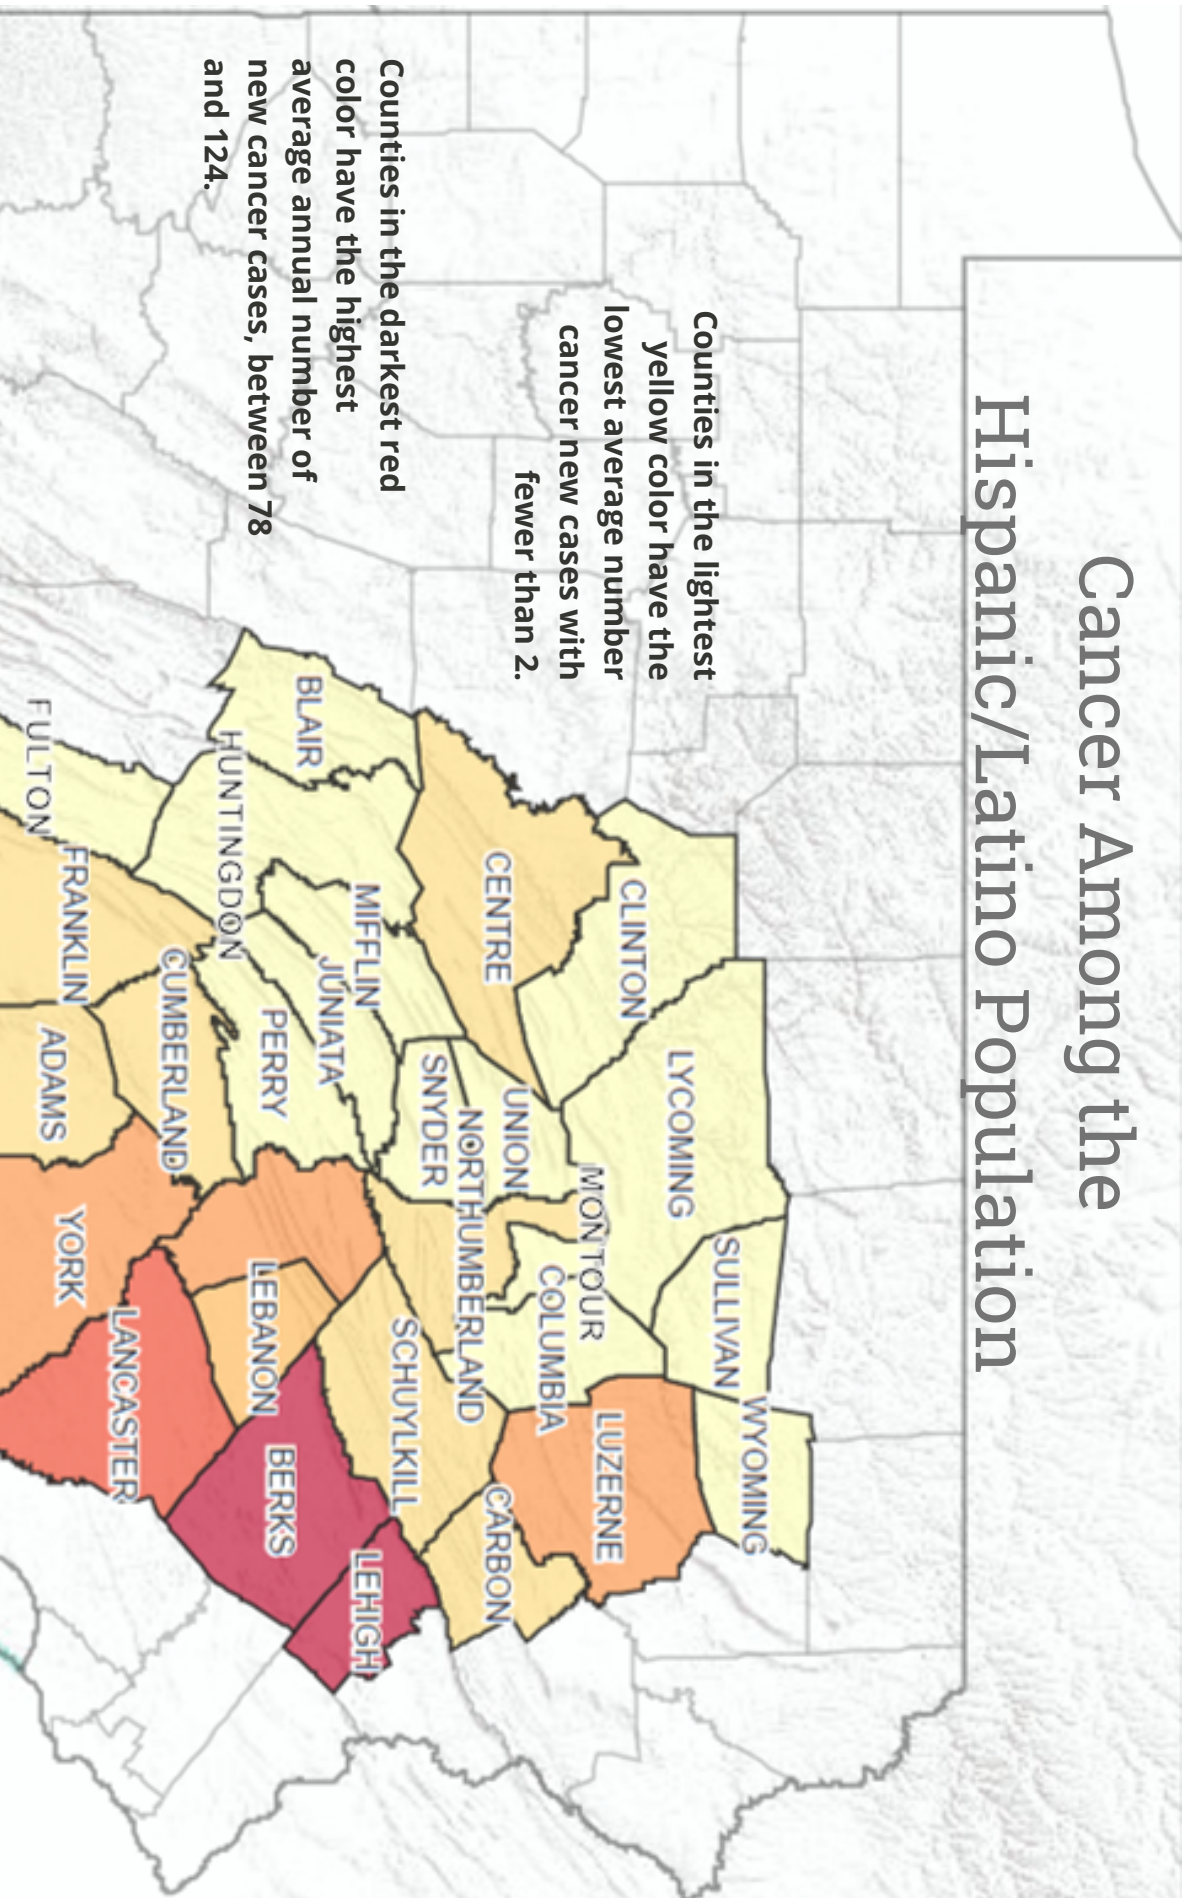 Cancer Among the
Hispanic/Latino Population
Counties in the lightest
yellow color have the
lowest average number
cancer new cases with
fewer than 2.
Counties in the darkest red
color have the highest
average annual number of
new cancer cases, between 78
and 124.
WYOMING
SULLIVAN
LYCOMING
CLINTON
LUZERNE
MONTOUR
COLUMBIA
UNION
CENTRE
CARBON
NORTHUMBERLAND
SNYDER
SCHUYLKILL
MIFFLIN
LEHIGH
JUNIATA
BLAIR
PERRY
LEBANON
BERKS
HUNTINGDON
CUMBERLAND
LANCASTER
FRANKLIN
YORK
ADAMS
FULTON